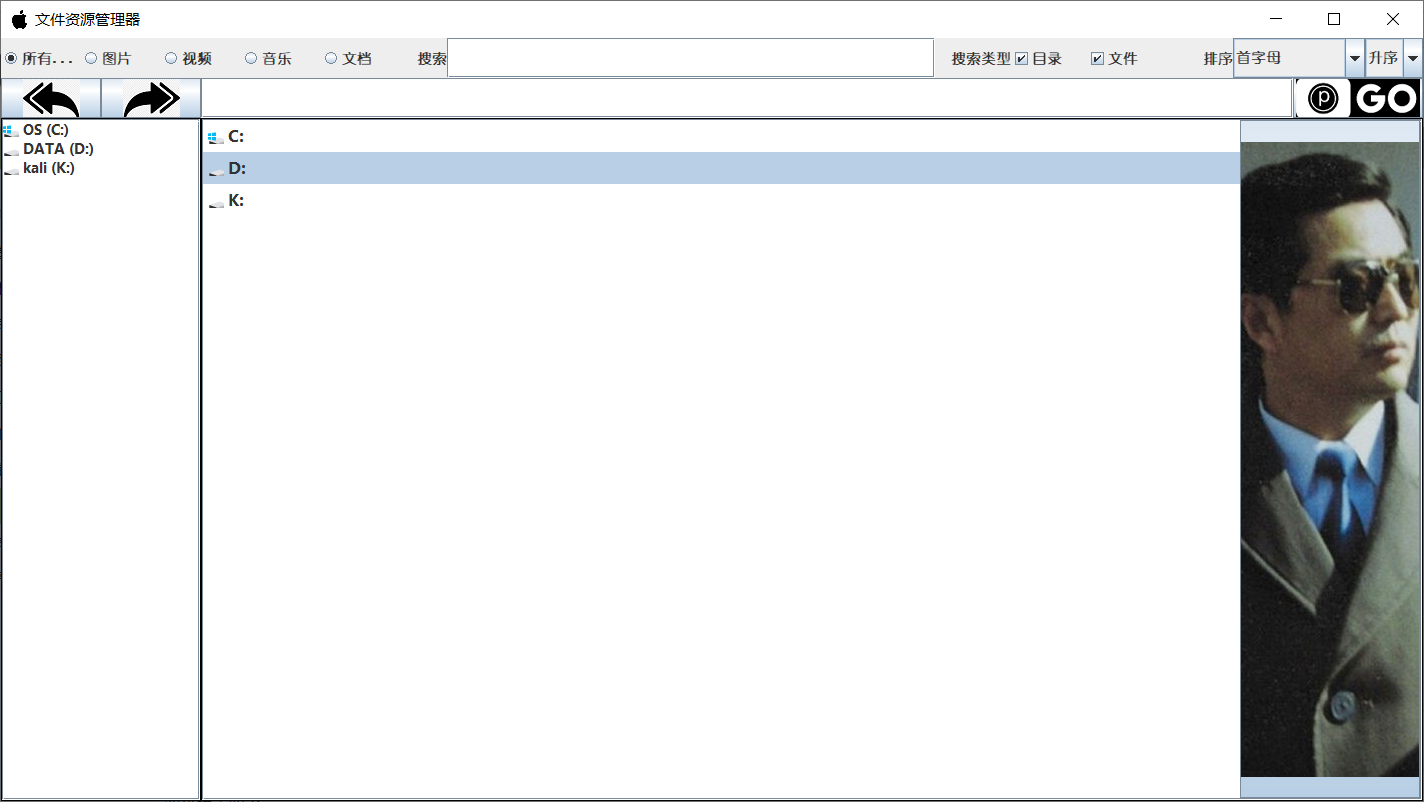 文件资源管理器
所有... 图片 视频 音乐 文档 搜索 搜索类型 目录 文件 排序 首字母 升序
P GO
OS (C:)
DATA (D:)
kali (K:)
C:
D:
K: